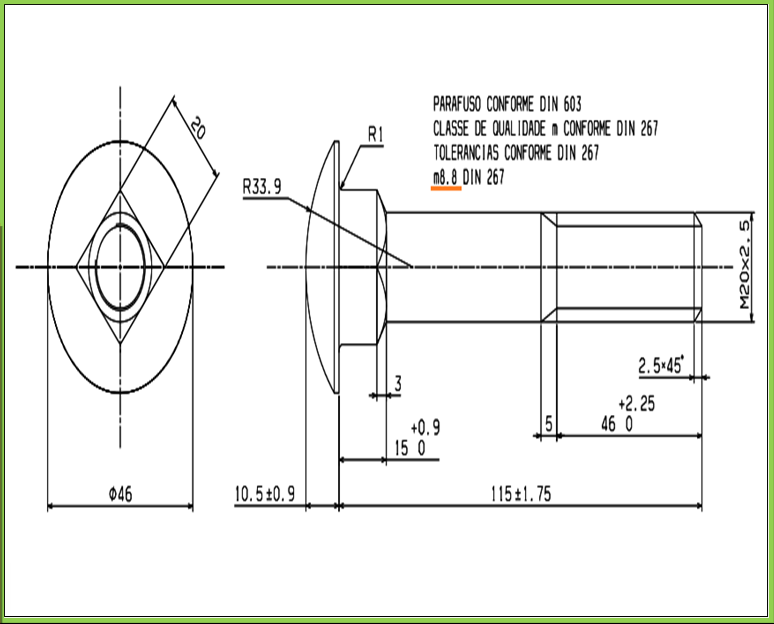 PARAFUSO CONFORME DIN 603
CLASSE DE QUALIDADE m CONFORME DIN 267
TOLERANCIAS CONFORME DIN 267
m8.8 DIN 267
20
R1
R33.9
M20x2.5
2.5×45°
3
+2.25
5
46 0
+0.9
15 0
Φ46
10.5±0.9
115±1.75